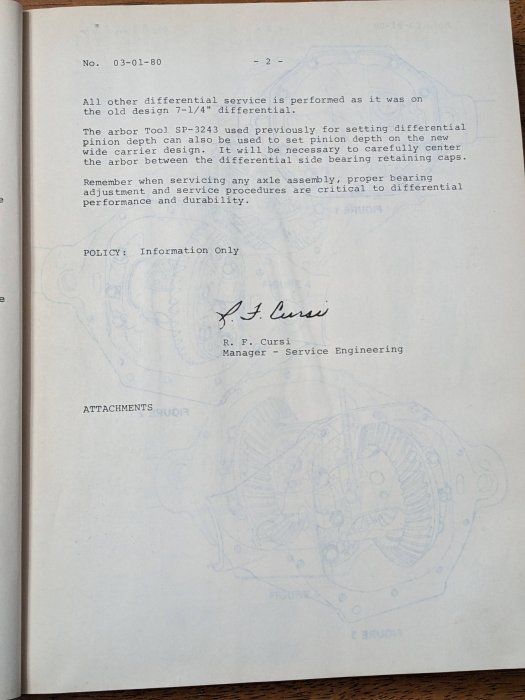 No. 03-01-80 - 2 -
All other differential service is performed as it was on
the old design 7-1/4" differential.
The arbor Tool SP-3243 used previously for setting differential
pinion depth can also be used to set pinion depth on the new
wide carrier design. It will be necessary to carefully center
the arbor between the differential side bearing retaining caps.
Remember when servicing any axle assembly, proper bearing
adjustment and service procedures are critical to differential
performance and durability.
POLICY: Information Only
R. F. Cursi
R. F. Cursi
Manager - Service Engineering
ATTACHMENTS
FIGURE 3